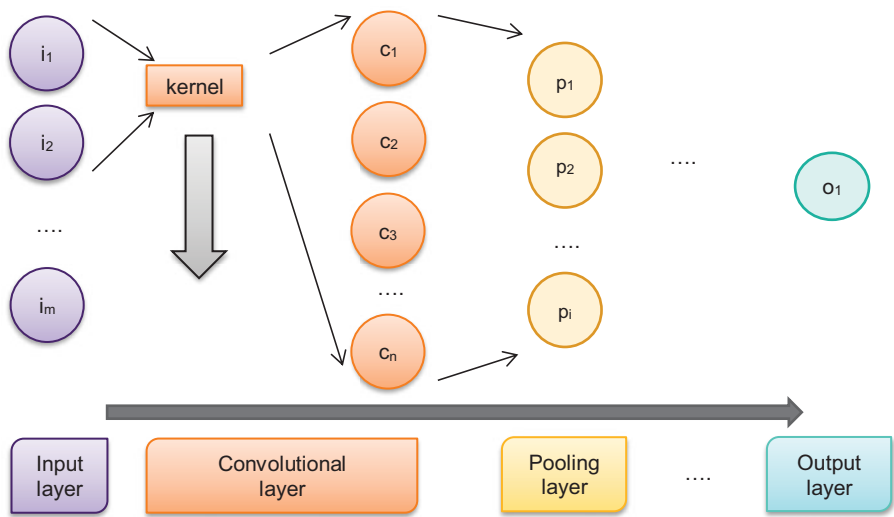 i₁
i₂
....
iₘ
kernel
c₁
c₂
c₃
....
cₙ
p₁
p₂
....
pᵢ
....
o₁
Input
layer
Convolutional
layer
Pooling
layer
....
Output
layer